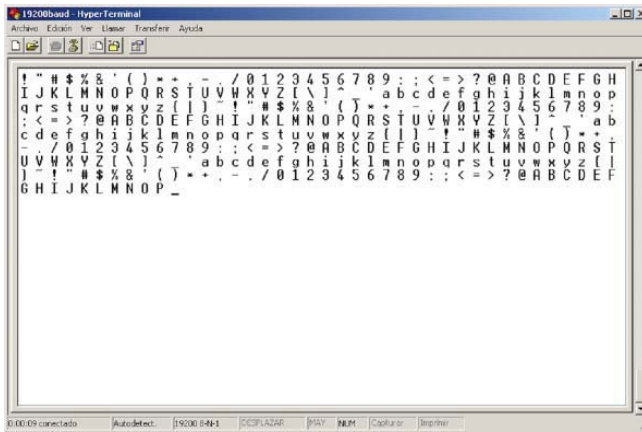 19200baud - HyperTerminal
Archivo Edición Ver Llamar Transferir Ayuda
! " # $ % & ' ( ) * + , - . / 0 1 2 3 4 5 6 7 8 9 : ; < = > ? @ A B C D E F G H
I J K L M N O P Q R S T U V W X Y Z [ \ ] ^ _ ` a b c d e f g h i j k l m n o p
q r s t u v w x y z { | } ~ ! " # $ % & ' ( ) * + , - . / 0 1 2 3 4 5 6 7 8 9 :
; < = > ? @ A B C D E F G H I J K L M N O P Q R S T U V W X Y Z [ \ ] ^ _ ` a b
c d e f g h i j k l m n o p q r s t u v w x y z { | } ~ ! " # $ % & ' ( ) * + ,
- . / 0 1 2 3 4 5 6 7 8 9 : ; < = > ? @ A B C D E F G H I J K L M N O P Q R S T
U V W X Y Z [ \ ] ^ _ ` a b c d e f g h i j k l m n o p q r s t u v w x y z { |
} ~ ! " # $ % & ' ( ) * + , - . / 0 1 2 3 4 5 6 7 8 9 : ; < = > ? @ A B C D E F
G H I J K L M N O P _
0:00:09 conectado Autodetect. 19200 8-N-1 DESPLAZAR MAY NUM Capturar Imprimir